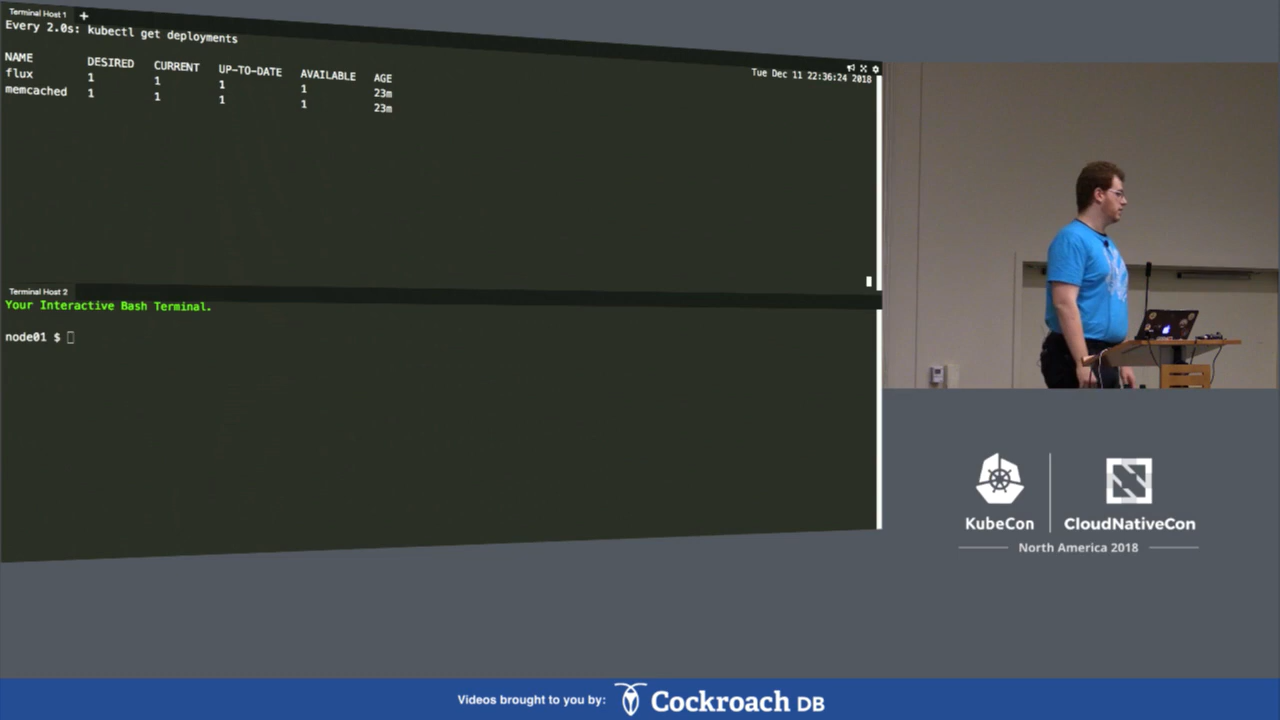 Terminal Host 1 +
Every 2.0s: kubectl get deployments
Tue Dec 11 22:36:24 2018
NAME DESIRED CURRENT UP-TO-DATE AVAILABLE AGE
flux 1 1 1 1 23m
memcached 1 1 1 1 23m
Terminal Host 2
Your Interactive Bash Terminal.
node01 $
KubeCon
CloudNativeCon
North America 2018
Videos brought to you by:
Cockroach DB